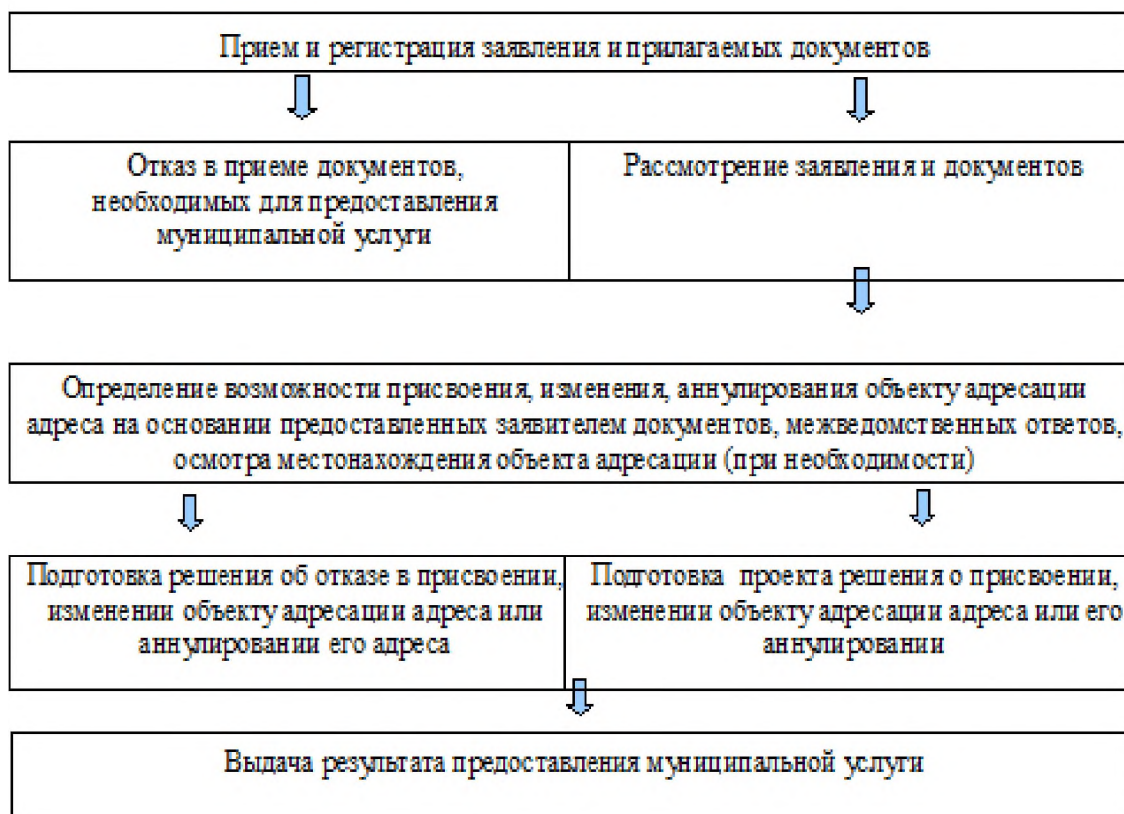 Прием и регистрация заявления и прилагаемых документов
Отказ в приеме документов,
необходимых для предоставления
муниципальной услуги
Рассмотрение заявления и документов
Определение возможности присвоения, изменения, аннулирования объекту адресации
адреса на основании предоставленных заявителем документов, межведомственных ответов,
осмотра местонахождения объекта адресации (при необходимости)
Подготовка решения об отказе в присвоении,
изменении объекту адресации адреса или
аннулировании его адреса
Подготовка проекта решения о присвоении,
изменении объекту адресации адреса или его
аннулировании
Выдача результата предоставления муниципальной услуги